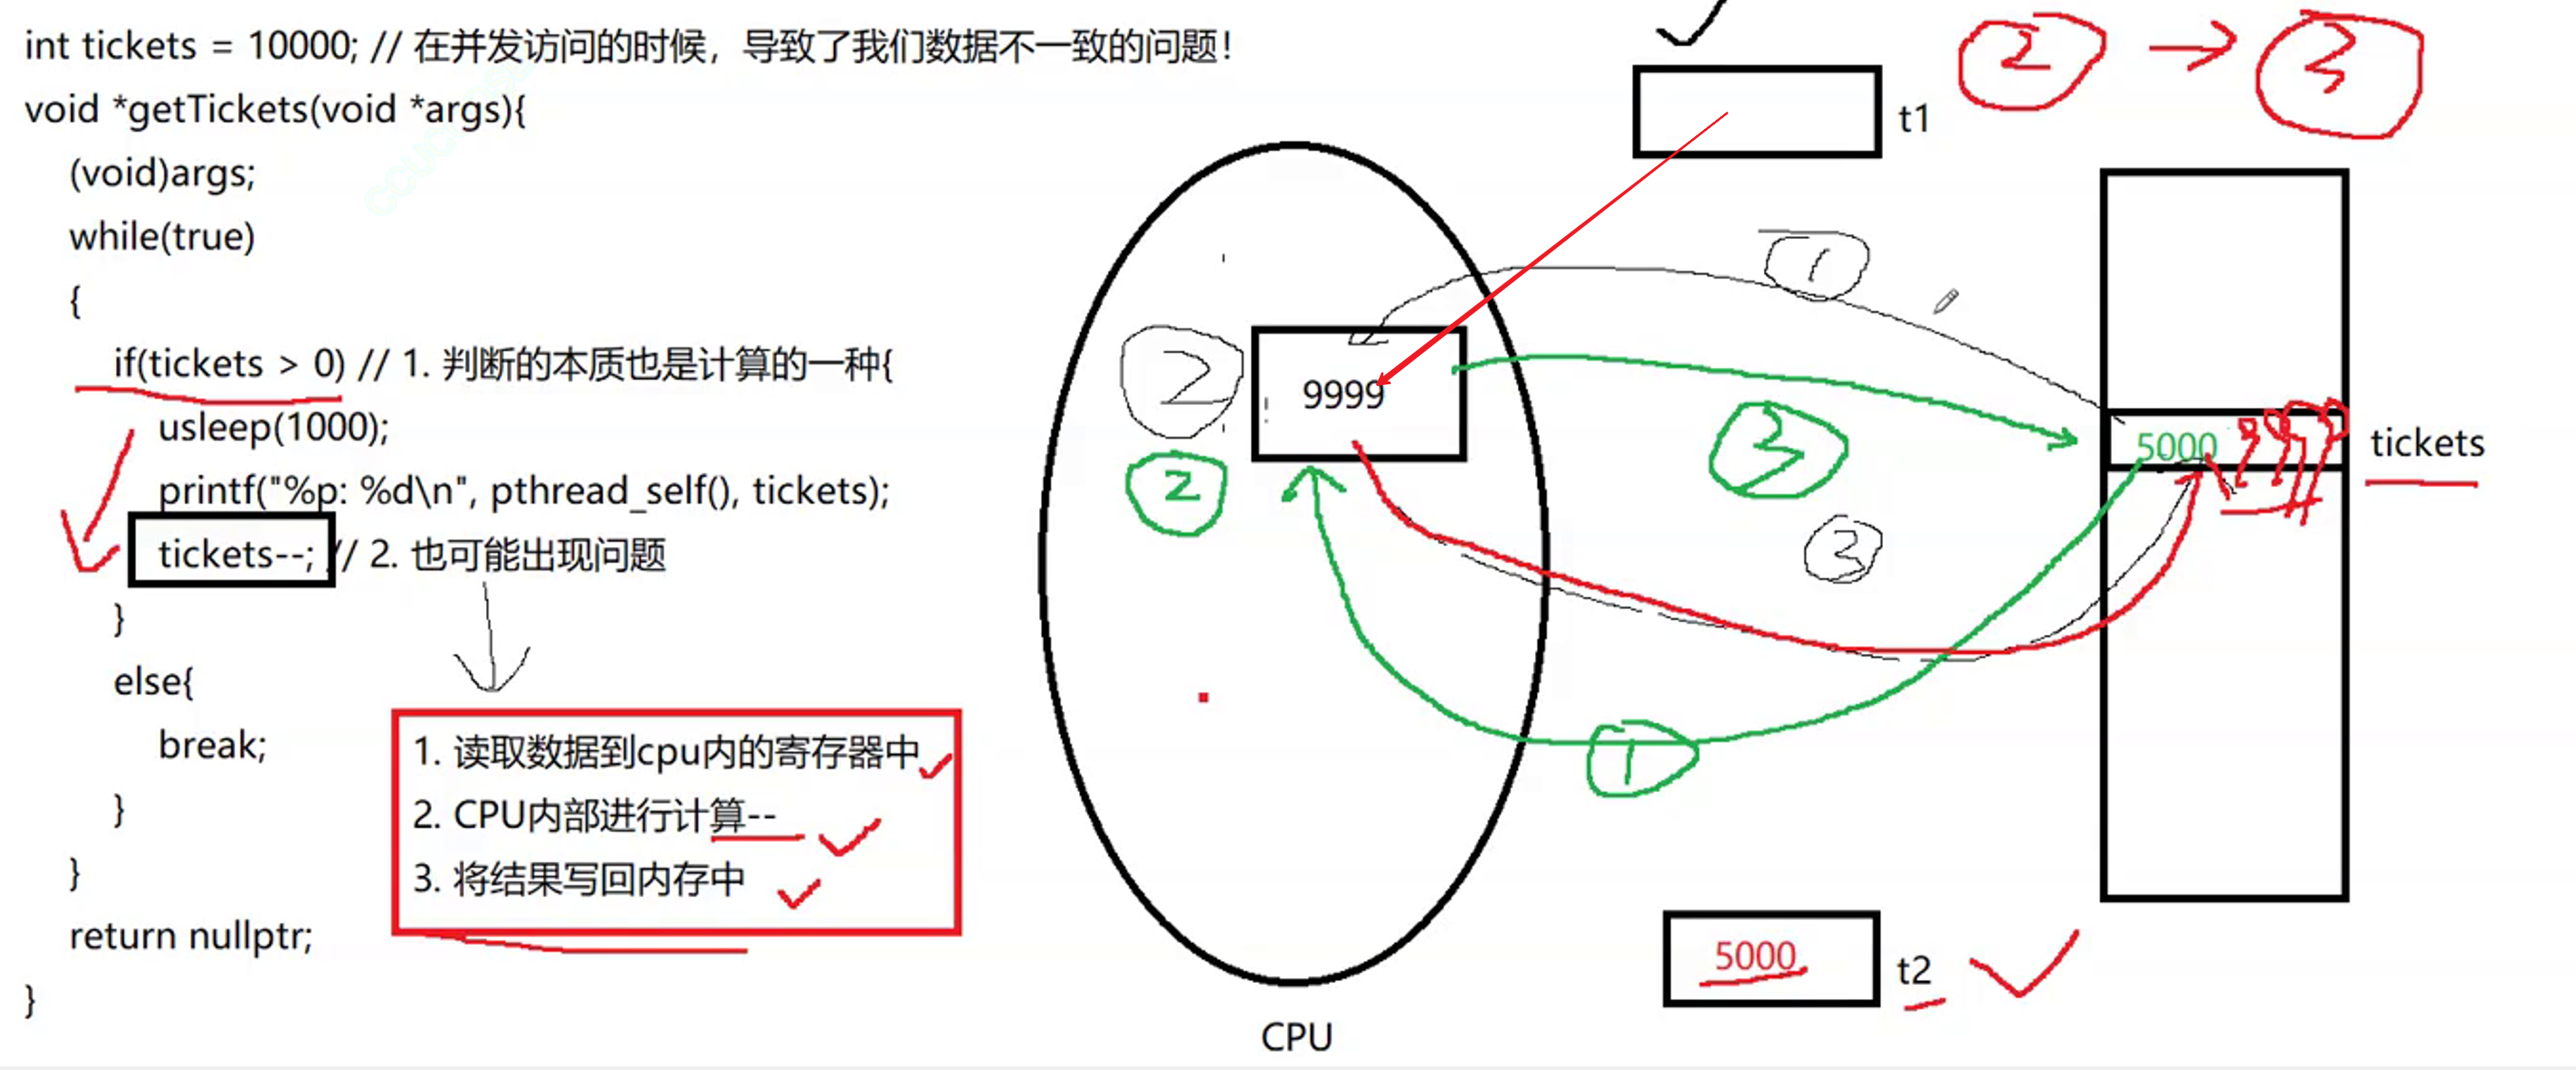 int tickets = 10000; // 在并发访问的时候，导致了我们数据不一致的问题！
void *getTickets(void *args){
(void)args;
while(true)
{
if(tickets > 0) // 1. 判断的本质也是计算的一种{
usleep(1000);
printf("%p: %d\n", pthread_self(), tickets);
tickets--; // 2. 也可能出现问题
}
else{
break;
}
}
return nullptr;
}
1. 读取数据到cpu内的寄存器中
2. CPU内部进行计算--
3. 将结果写回内存中
t1
2 → 3
1
2
9999
2
3
3
5000 9999
tickets
1
5000
t2
CPU